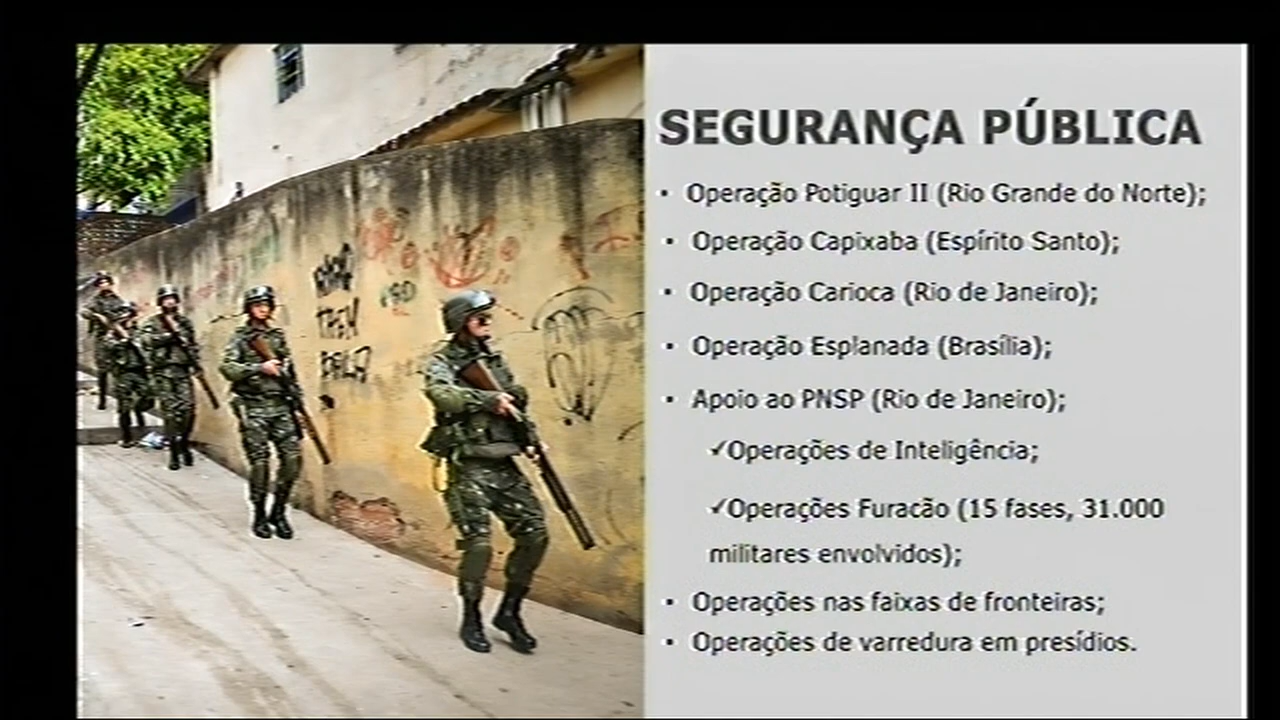 SEGURANÇA PÚBLICA
▪ Operação Potiguar II (Rio Grande do Norte);
▪ Operação Capixaba (Espírito Santo);
▪ Operação Carioca (Rio de Janeiro);
▪ Operação Esplanada (Brasília);
▪ Apoio ao PNSP (Rio de Janeiro);
✓Operações de Inteligência;
✓Operações Furacão (15 fases, 31.000
militares envolvidos);
▪ Operações nas faixas de fronteiras;
▪ Operações de varredura em presídios.